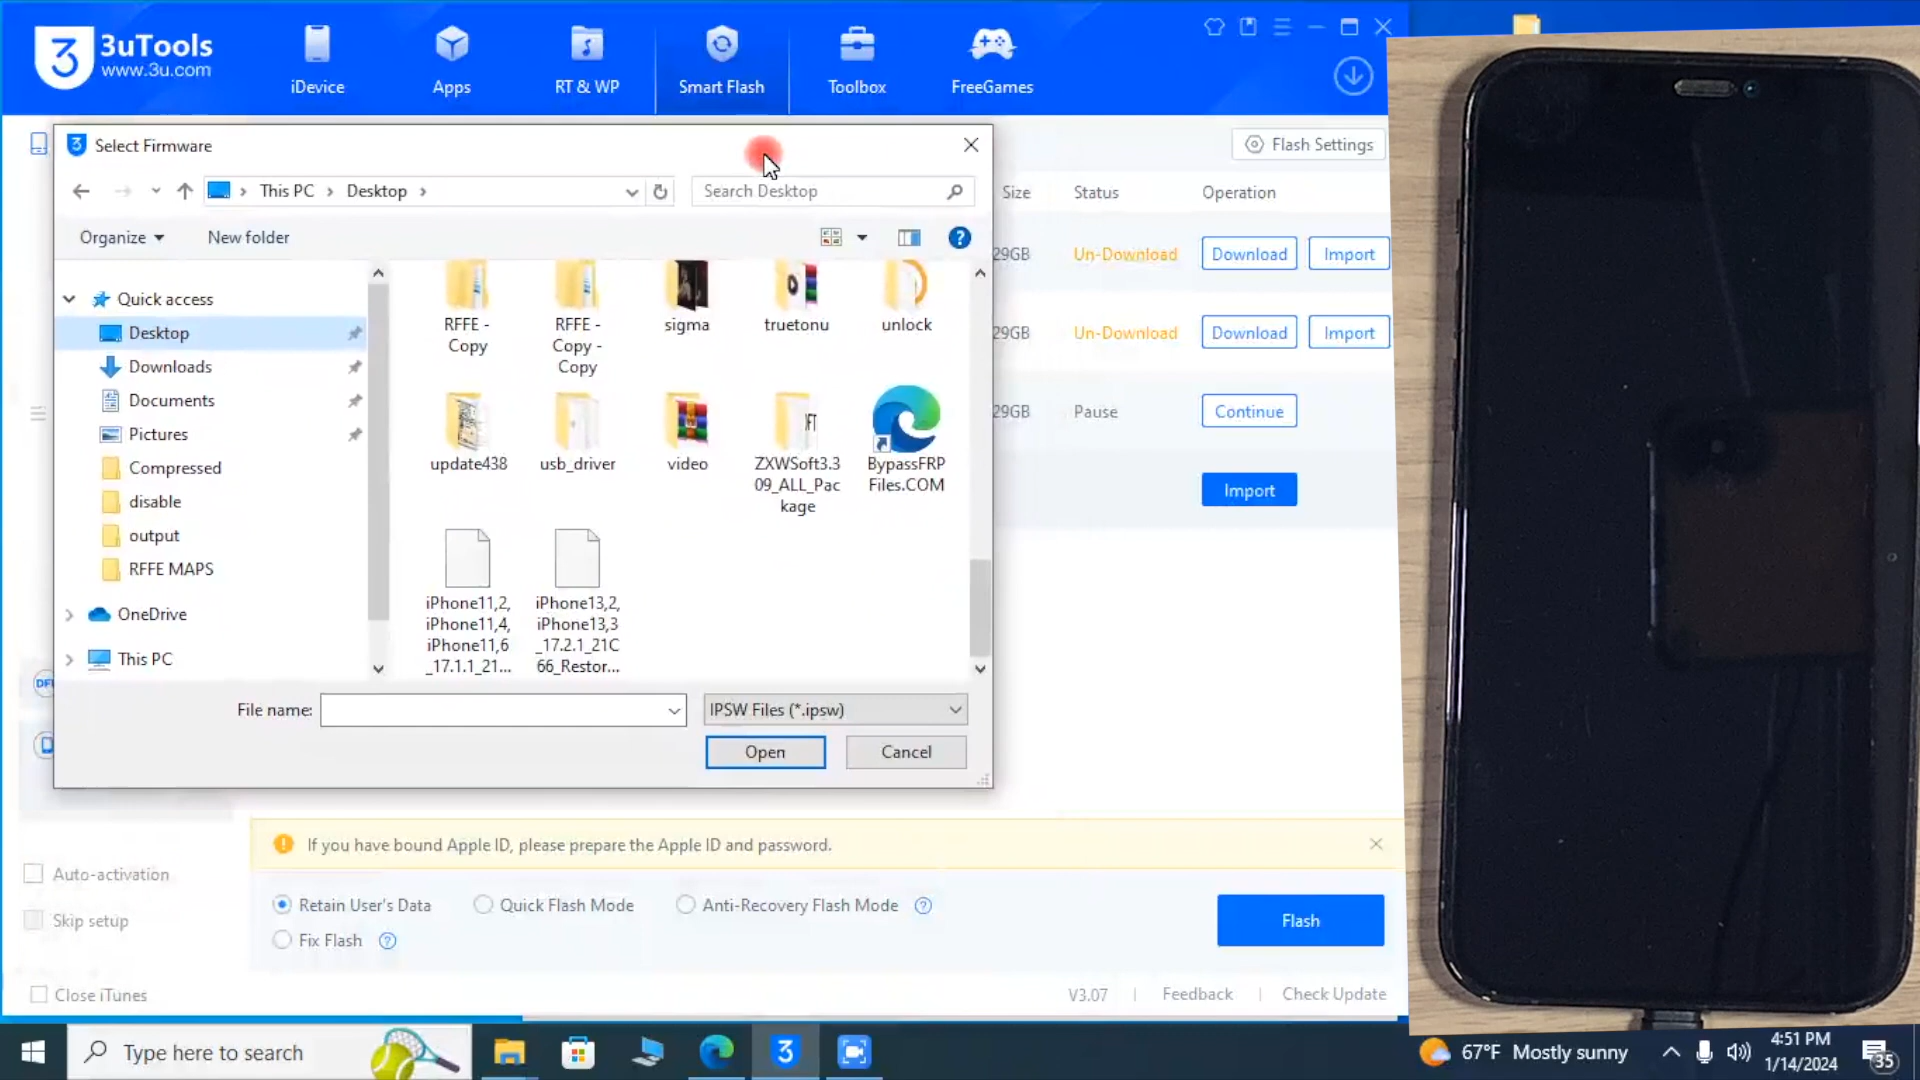 3uTools
www.3u.com
iDevice
Apps
RT & WP
Smart Flash
Toolbox
FreeGames
Select Firmware
This PC
Desktop
Search Desktop
Organize
New folder
Quick access
Desktop
Downloads
Documents
Pictures
Compressed
disable
output
RFFE MAPS
OneDrive
This PC
RFFE -
Copy
RFFE -
Copy -
Copy
sigma
truetonu
unlock
update438
usb_driver
video
ZXWSoft3.3
09_ALL_Pac
kage
BypassFRP
Files.COM
iPhone11,2,
iPhone11,4,
iPhone11,6
_17.1.1_21...
iPhone13,2,
iPhone13,3
_17.2.1_21C
66_Restor...
File name:
IPSW Files (*.ipsw)
Open
Cancel
Flash Settings
Size
Status
Operation
29GB
Un-Download
Download
Import
29GB
Un-Download
Download
Import
29GB
Pause
Continue
Import
If you have bound Apple ID, please prepare the Apple ID and password.
Auto-activation
Skip setup
Retain User's Data
Quick Flash Mode
Anti-Recovery Flash Mode
Fix Flash
Flash
Close iTunes
V3.07
Feedback
Check Update
Type here to search
67°F Mostly sunny
4:51 PM
1/14/2024
35